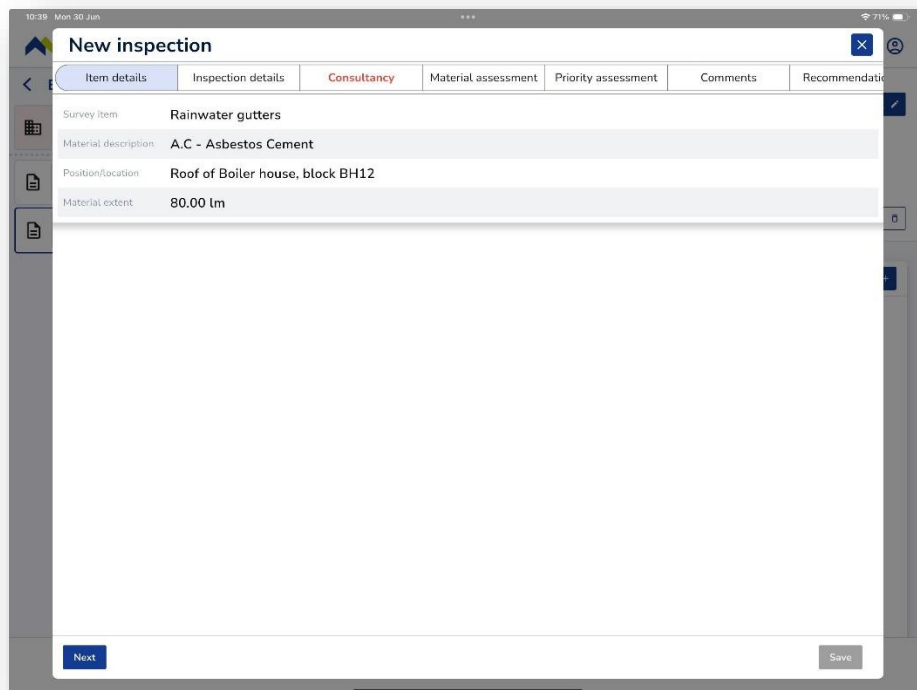 10:39 Mon 30 Jun
71%
New inspection
Item details Inspection details Consultancy Material assessment Priority assessment Comments Recommendatic
Survey Item Rainwater gutters
Material description A.C - Asbestos Cement
Position/location Roof of Boiler house, block BH12
Material extent 80.00 lm
Next Save